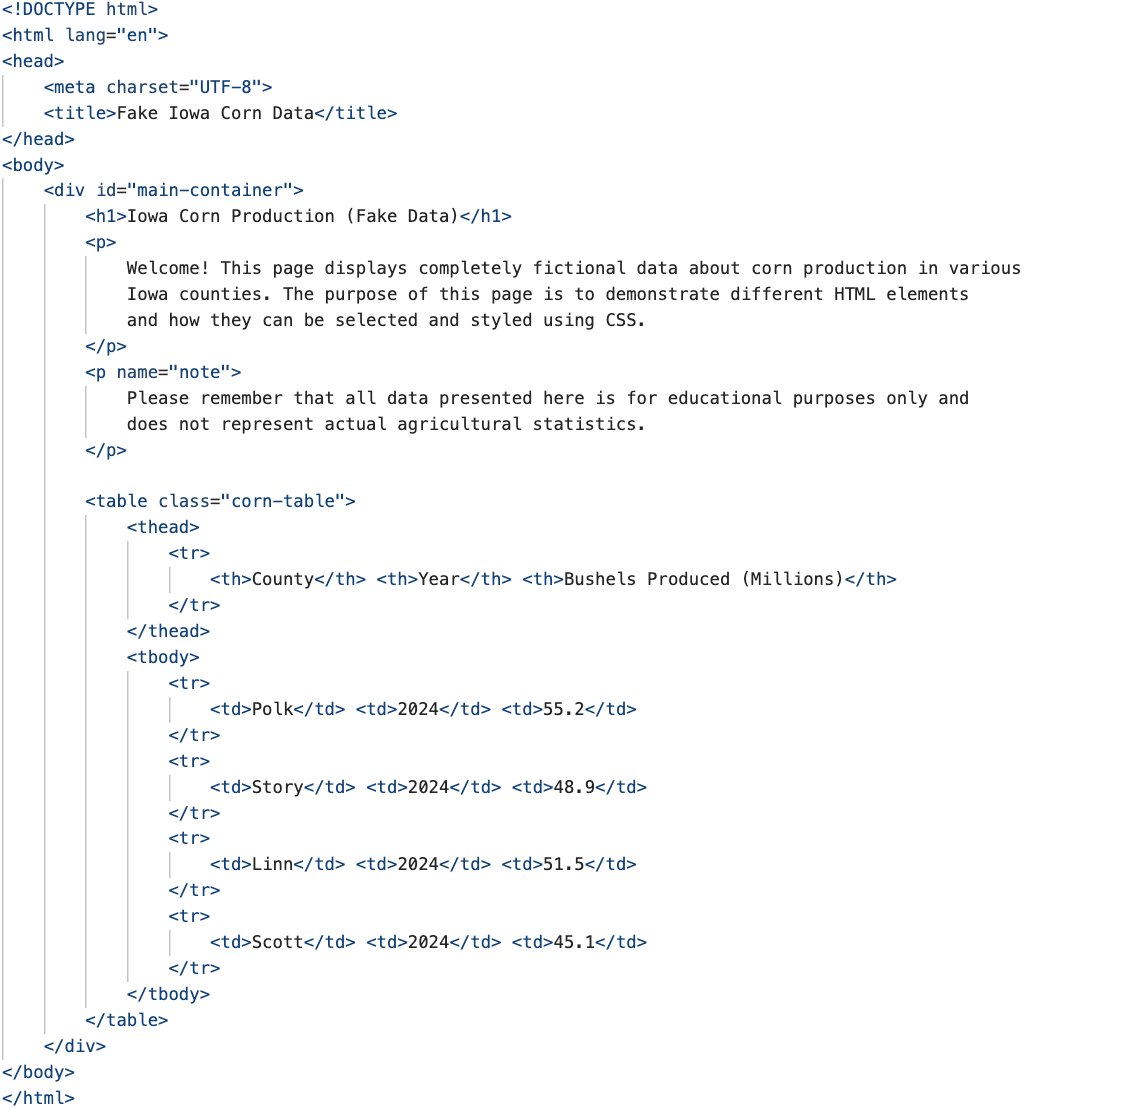 <!DOCTYPE html>
<html lang="en">
<head>
    <meta charset="UTF-8">
    <title>Fake Iowa Corn Data</title>
</head>
<body>
    <div id="main-container">
        <h1>Iowa Corn Production (Fake Data)</h1>
        <p>
            Welcome! This page displays completely fictional data about corn production in various
            Iowa counties. The purpose of this page is to demonstrate different HTML elements
            and how they can be selected and styled using CSS.
        </p>
        <p name="note">
            Please remember that all data presented here is for educational purposes only and
            does not represent actual agricultural statistics.
        </p>

        <table class="corn-table">
            <thead>
                <tr>
                    <th>County</th> <th>Year</th> <th>Bushels Produced (Millions)</th>
                </tr>
            </thead>
            <tbody>
                <tr>
                    <td>Polk</td> <td>2024</td> <td>55.2</td>
                </tr>
                <tr>
                    <td>Story</td> <td>2024</td> <td>48.9</td>
                </tr>
                <tr>
                    <td>Linn</td> <td>2024</td> <td>51.5</td>
                </tr>
                <tr>
                    <td>Scott</td> <td>2024</td> <td>45.1</td>
                </tr>
            </tbody>
        </table>
    </div>
</body>
</html>